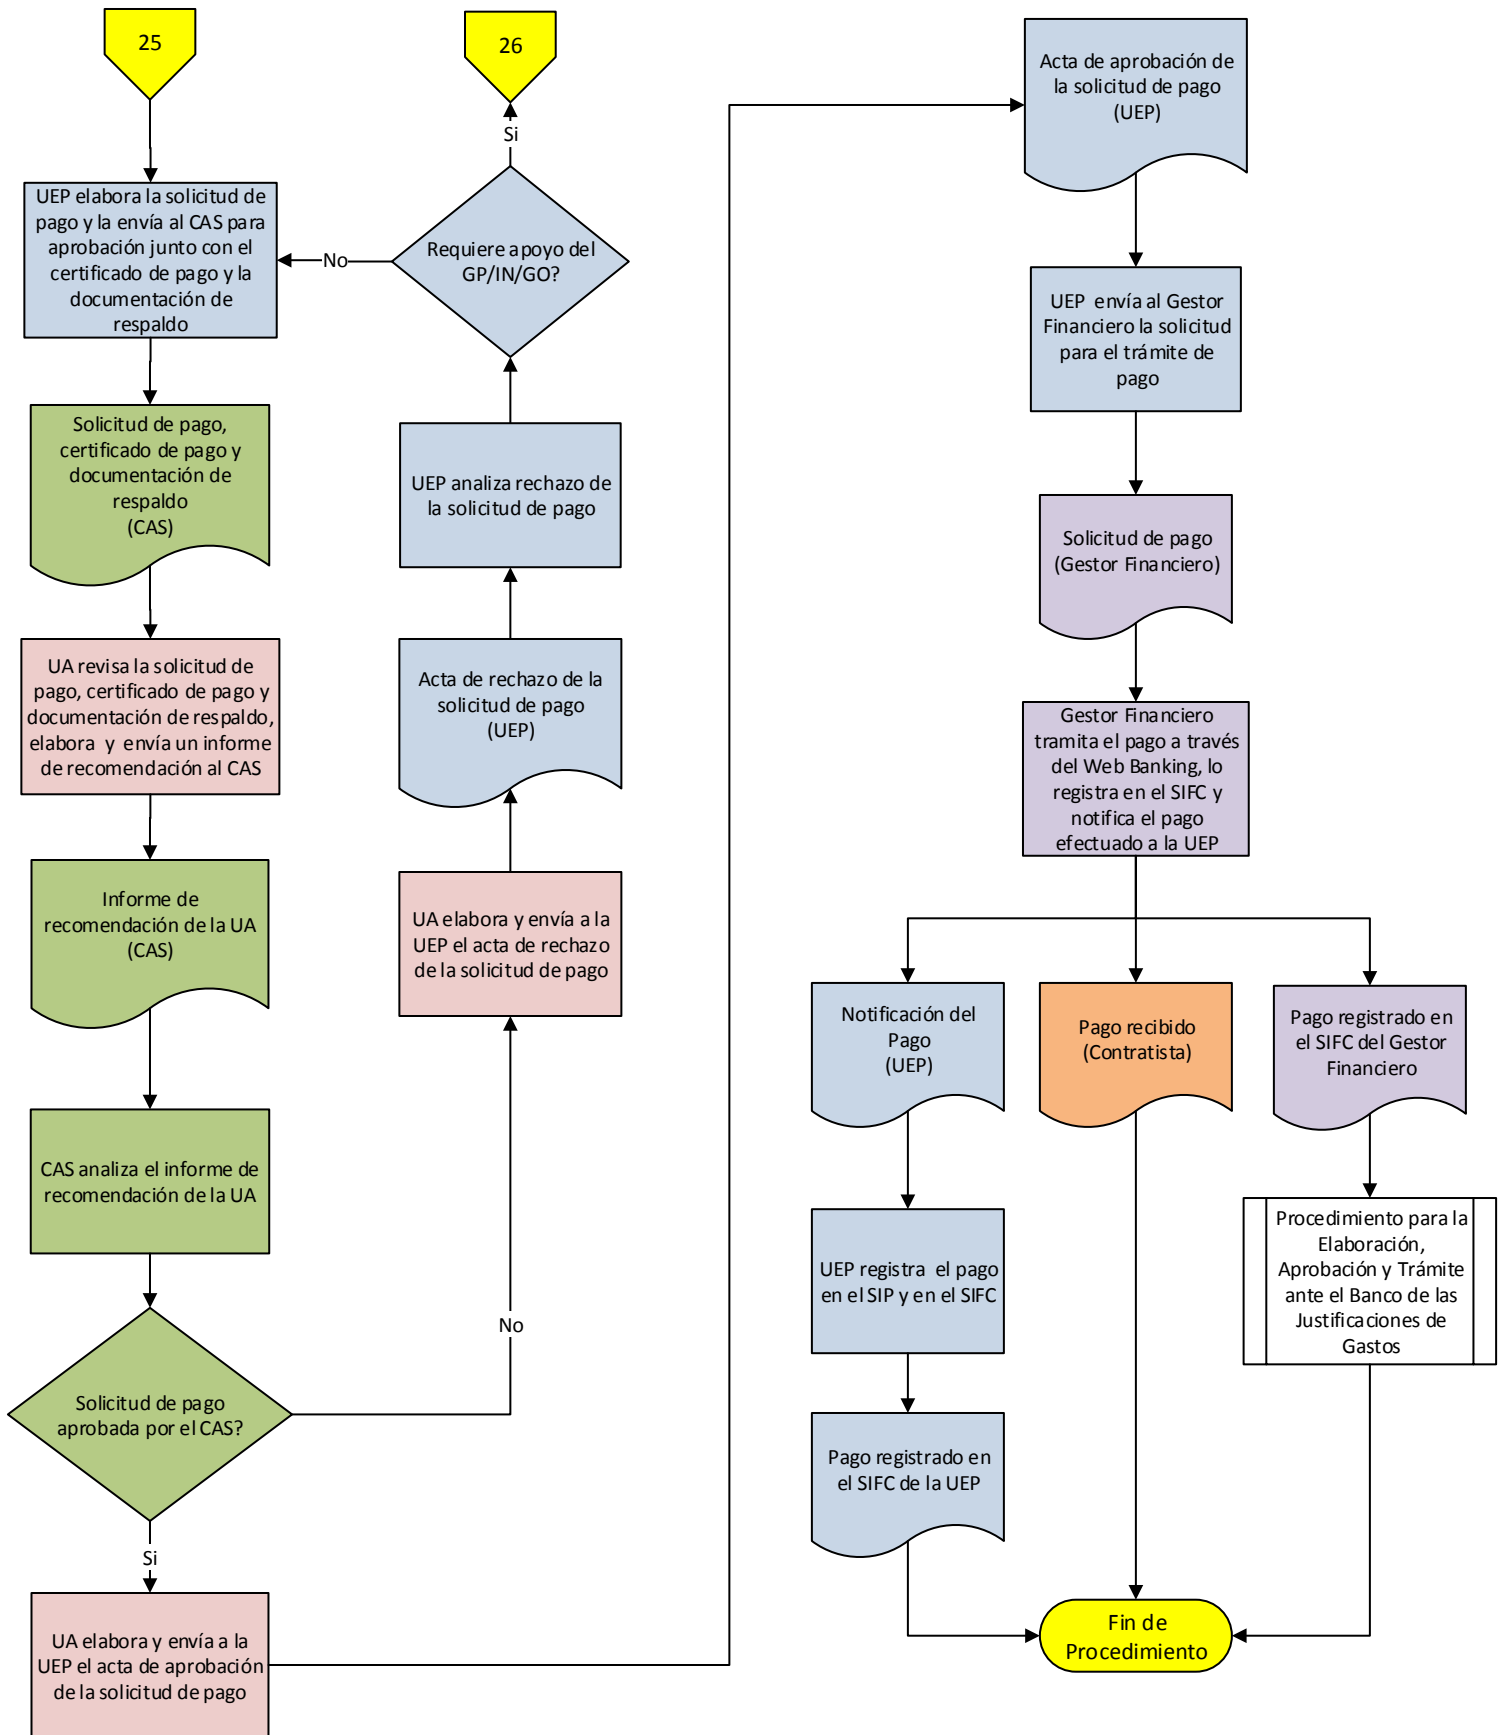 25
UEP elabora la solicitud de
pago y la envía al CAS para
aprobación junto con el
certificado de pago y la
documentación de
respaldo
Solicitud de pago,
certificado de pago y
documentación de
respaldo
(CAS)
UA revisa la solicitud de
pago, certificado de pago y
documentación de respaldo,
elabora y envía un informe
de recomendación al CAS
Informe de
recomendación de la UA
(CAS)
CAS analiza el informe de
recomendación de la UA
Solicitud de pago
aprobada por el CAS?
Si
UA elabora y envía a la
UEP el acta de aprobación
de la solicitud de pago
No
UA elabora y envía a la
UEP el acta de rechazo
de la solicitud de pago
Acta de rechazo de la
solicitud de pago
(UEP)
UEP analiza rechazo de
la solicitud de pago
Requiere apoyo del
GP/IN/GO?
No
Si
26
Acta de aprobación de
la solicitud de pago
(UEP)
UEP envía al Gestor
Financiero la solicitud
para el trámite de
pago
Solicitud de pago
(Gestor Financiero)
Gestor Financiero
tramita el pago a través
del Web Banking, lo
registra en el SIFC y
notifica el pago
efectuado a la UEP
Notificación del
Pago
(UEP)
UEP registra el pago
en el SIP y en el SIFC
Pago registrado en
el SIFC de la UEP
Pago recibido
(Contratista)
Pago registrado en
el SIFC del Gestor
Financiero
Procedimiento para la
Elaboración,
Aprobación y Trámite
ante el Banco de las
Justificaciones de
Gastos
Fin de
Procedimiento